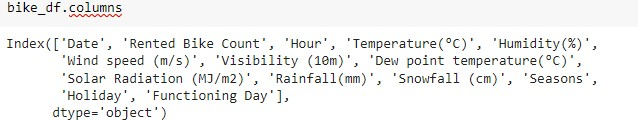 bike_df.columns
Index(['Date', 'Rented Bike Count', 'Hour', 'Temperature(°C)', 'Humidity(%)',
'Wind speed (m/s)', 'Visibility (10m)', 'Dew point temperature(°C)',
'Solar Radiation (MJ/m2)', 'Rainfall(mm)', 'Snowfall (cm)', 'Seasons',
'Holiday', 'Functioning Day'],
dtype='object')